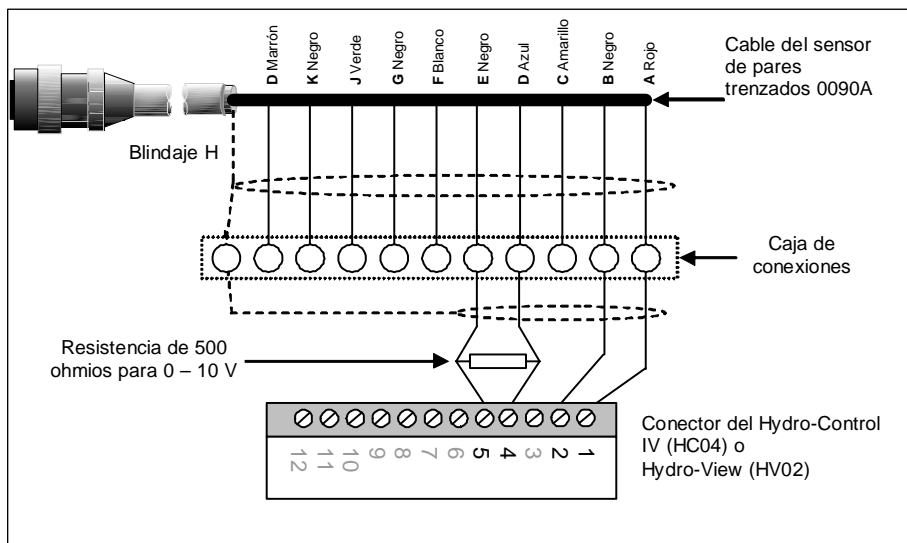 D Marrón
K Negro
J Verde
G Negro
F Blanco
E Negro
D Azul
C Amarillo
B Negro
A Rojo
Cable del sensor
de pares
trenzados 0090A
Blindaje H
Caja de
conexiones
Resistencia de 500
ohmios para 0 – 10 V
Conector del Hydro-Control
IV (HC04) o
Hydro-View (HV02)
12
11
10
9
8
7
6
5
4
3
2
1